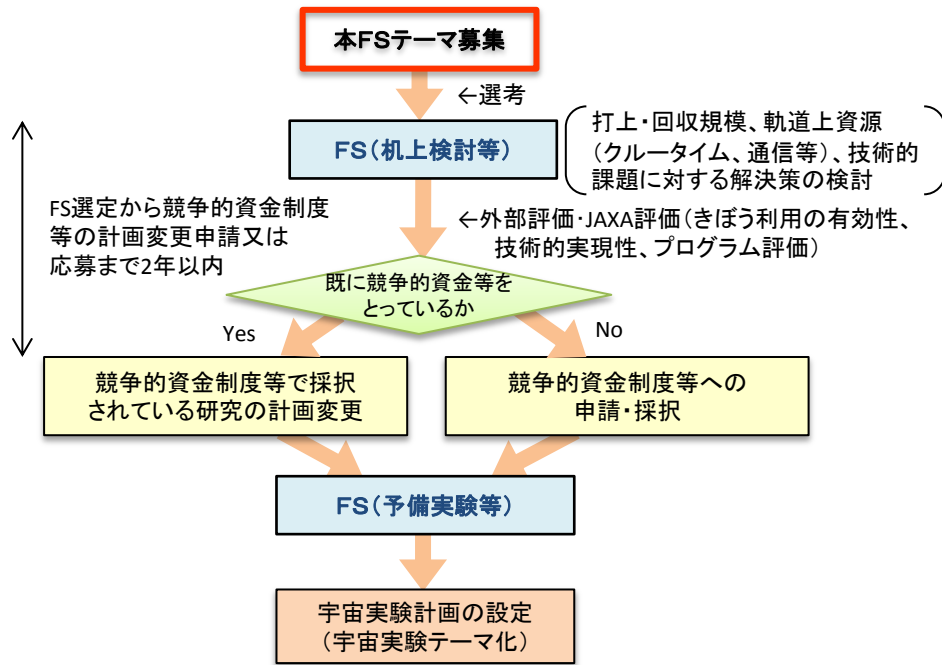 本FSテーマ募集
←選考
FS(机上検討等)
打上・回収規模、軌道上資源
(クルータイム、通信等)、技術的
課題に対する解決策の検討
FS選定から競争的資金制度
等の計画変更申請又は
応募まで2年以内
←外部評価・JAXA評価(きぼう利用の有効性、
技術的実現性、プログラム評価)
既に競争的資金等を
とっているか
Yes
No
競争的資金制度等で採択
されている研究の計画変更
競争的資金制度等への
申請・採択
FS(予備実験等)
宇宙実験計画の設定
(宇宙実験テーマ化)